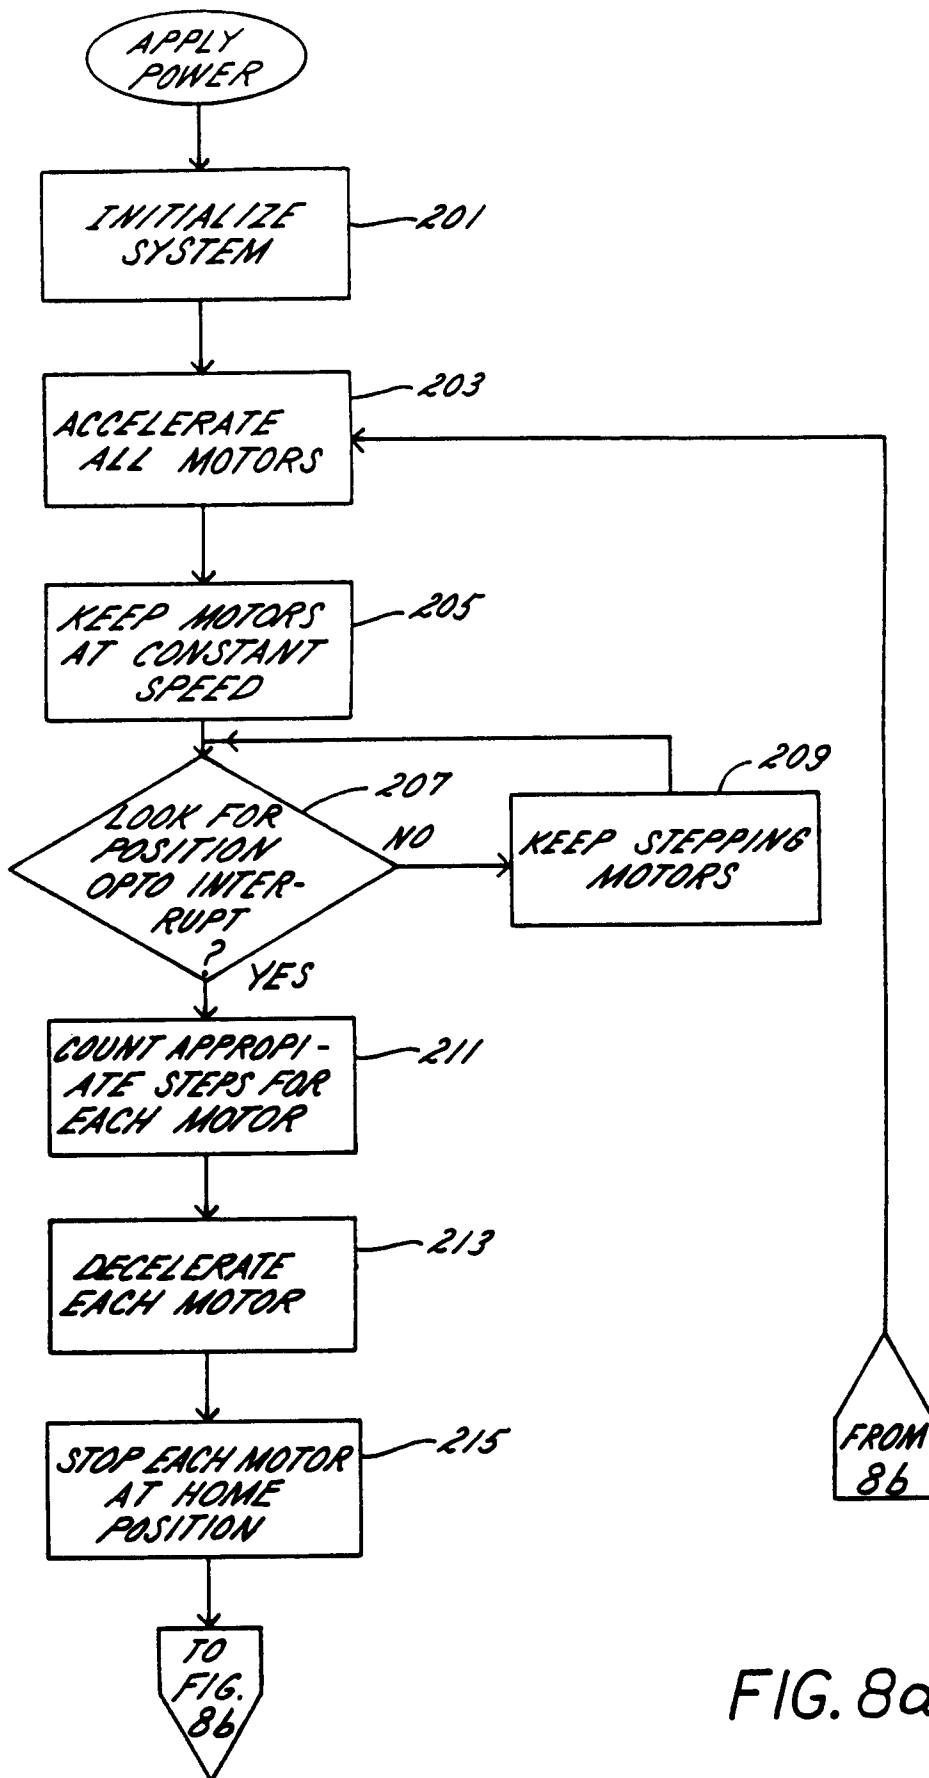 APPLY
POWER
INITIALIZE
SYSTEM
201
ACCELERATE
ALL MOTORS
203
KEEP MOTORS
AT CONSTANT
SPEED
205
LOOK FOR
POSITION
OPTO INTER-
RUPT
?
207
NO
KEEP STEPPING
MOTORS
209
YES
COUNT APPROPI-
ATE STEPS FOR
EACH MOTOR
211
DECELERATE
EACH MOTOR
213
STOP EACH MOTOR
AT HOME
POSITION
215
FROM
8b
TO
FIG.
8b
FIG. 8a